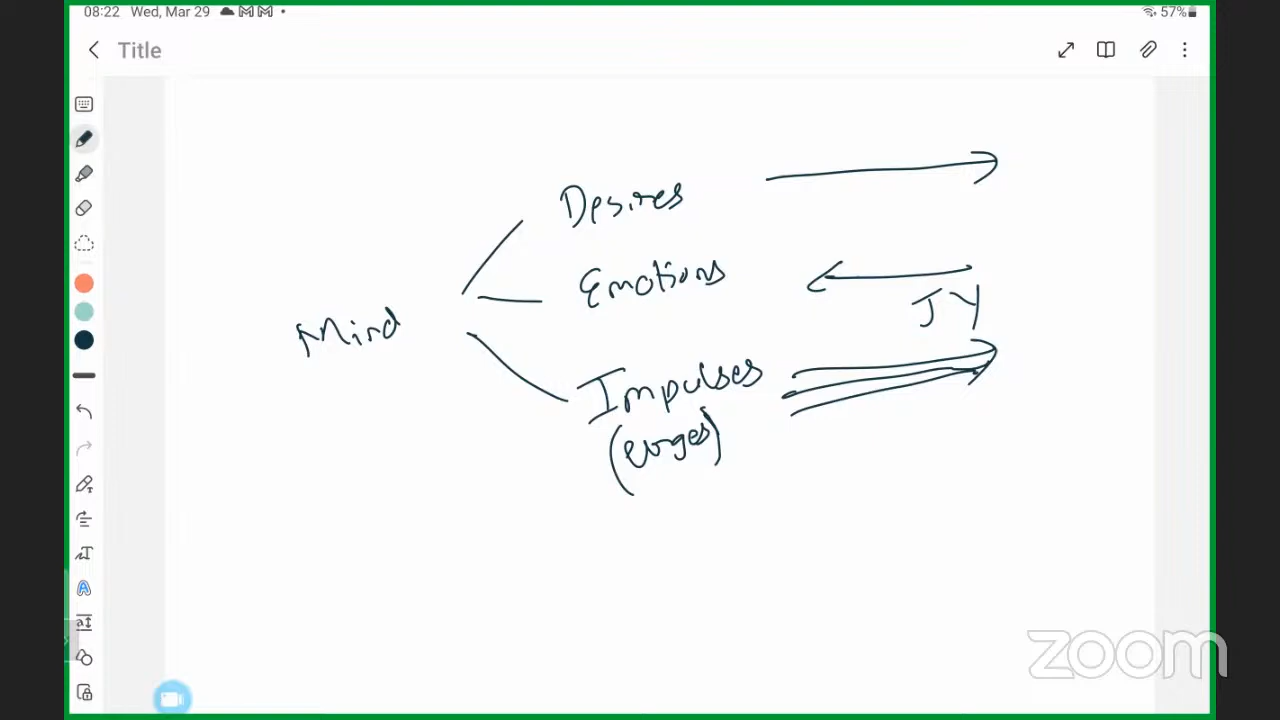 08:22 Wed, Mar 29
57%
Title
Desires
Emotions
JY
Mind
Impulses
(urges)
zoom